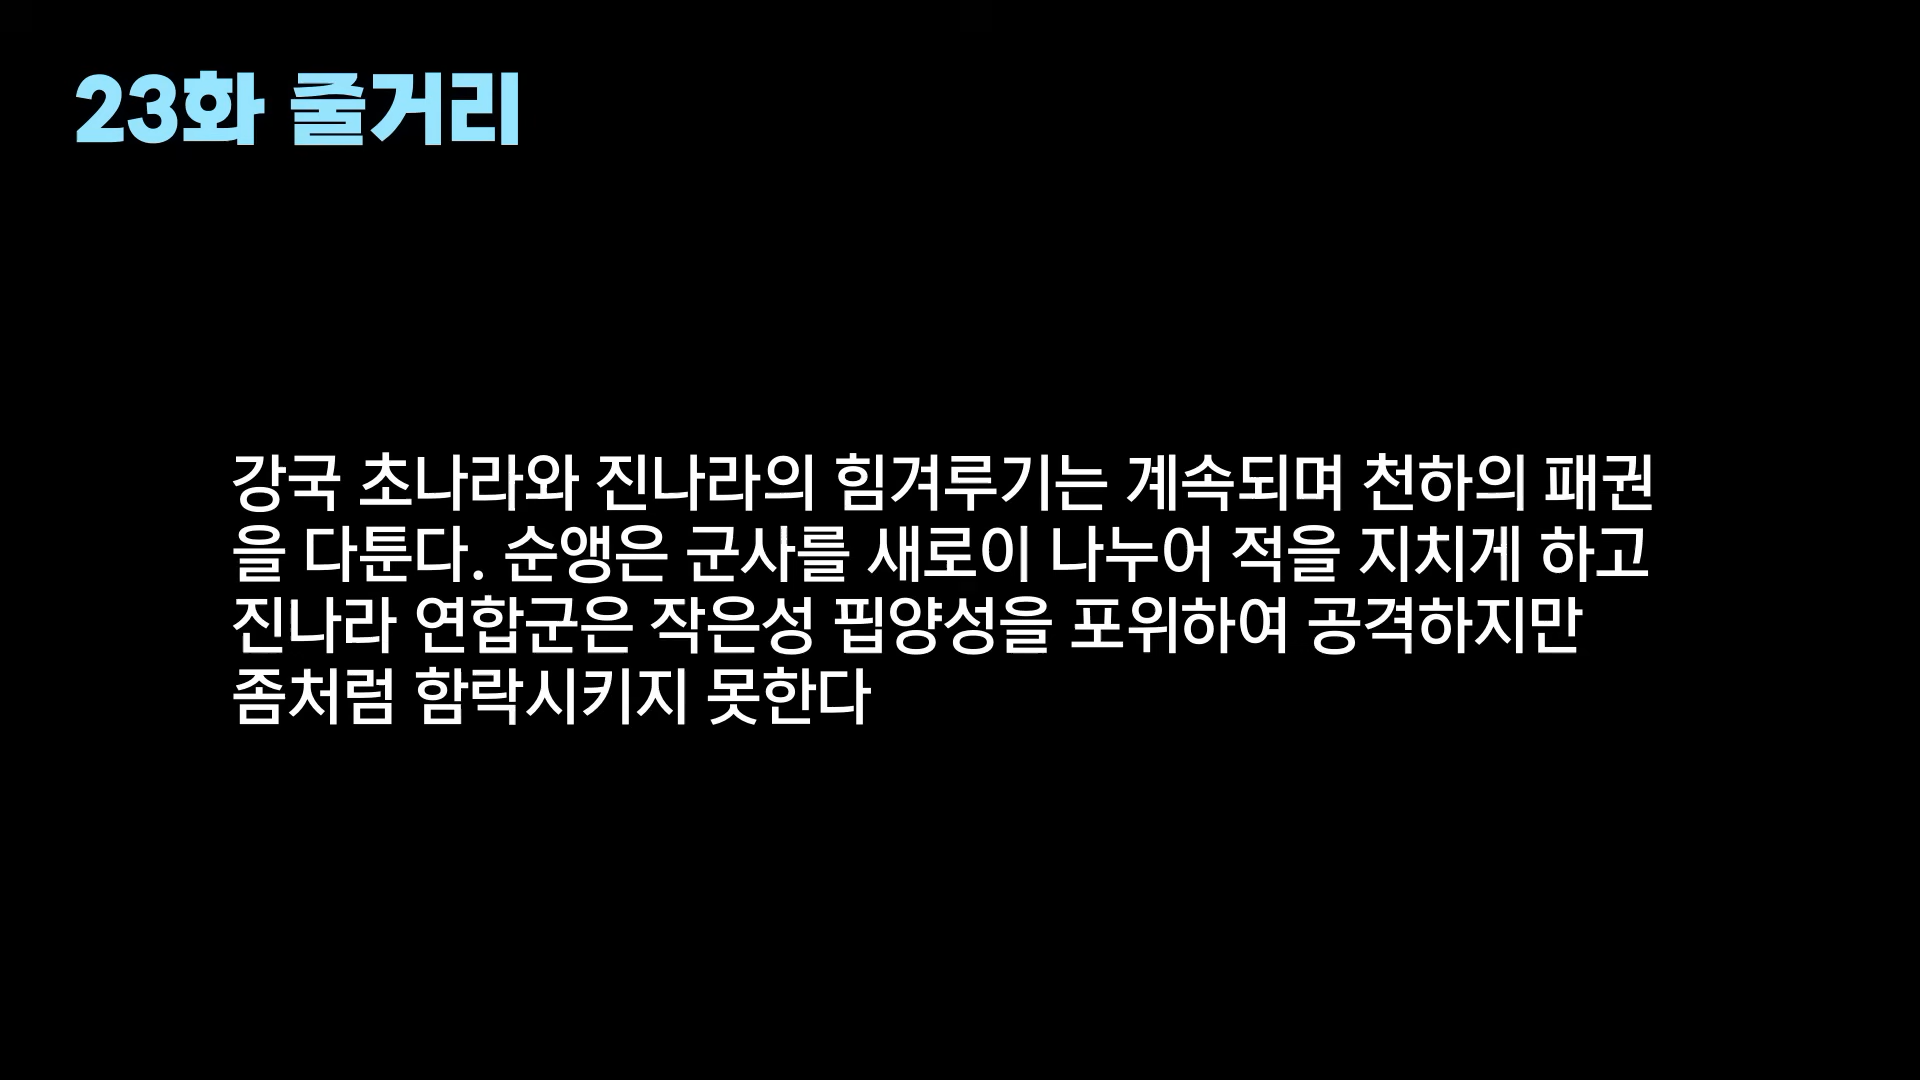 23화 줄거리
강국 초나라와 진나라의 힘겨루기는 계속되며 천하의 패권
을 다툰다. 순앵은 군사를 새로이 나누어 적을 지치게 하고
진나라 연합군은 작은성 핍양성을 포위하여 공격하지만
좀처럼 함락시키지 못한다